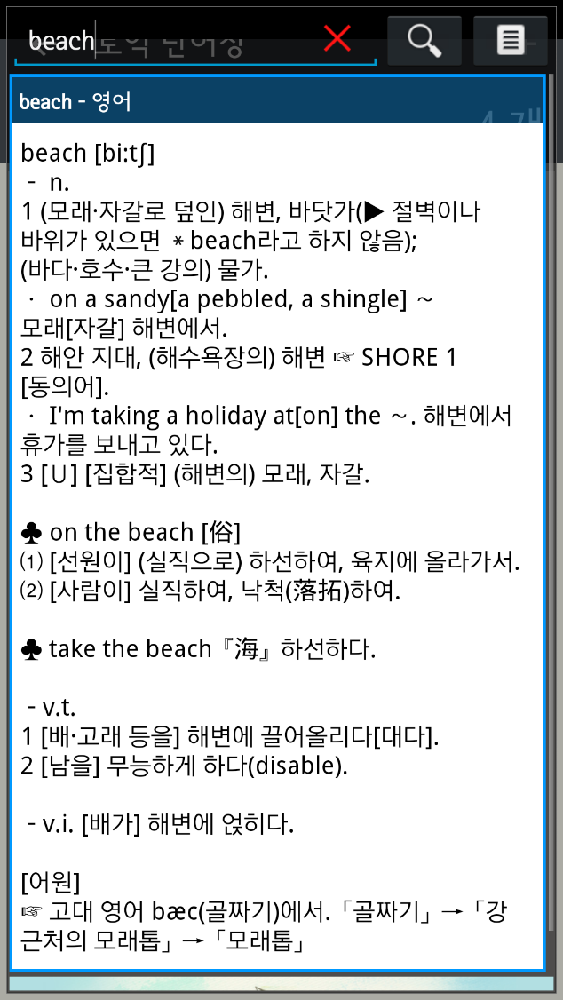 beach
beach - 영어
beach [bi:tʃ]
- n.
1 (모래·자갈로 덮인) 해변, 바닷가(▶ 절벽이나
바위가 있으면 *beach라고 하지 않음);
(바다·호수·큰 강의) 물가.
· on a sandy[a pebbled, a shingle] ~
모래[자갈] 해변에서.
2 해안 지대, (해수욕장의) 해변 ☞ SHORE 1
[동의어].
· I'm taking a holiday at[on] the ~. 해변에서
휴가를 보내고 있다.
3 [U] [집합적] (해변의) 모래, 자갈.
♣ on the beach [俗]
⑴ [선원이] (실직으로) 하선하여, 육지에 올라가서.
⑵ [사람이] 실직하여, 낙척(落拓)하여.
♣ take the beach『海』하선하다.
- v.t.
1 [배·고래 등을] 해변에 끌어올리다[대다].
2 [남을] 무능하게 하다(disable).
- v.i. [배가] 해변에 얹히다.
[어원]
☞ 고대 영어 bæc(골짜기)에서.「골짜기」→「강
근처의 모래톱」→「모래톱」